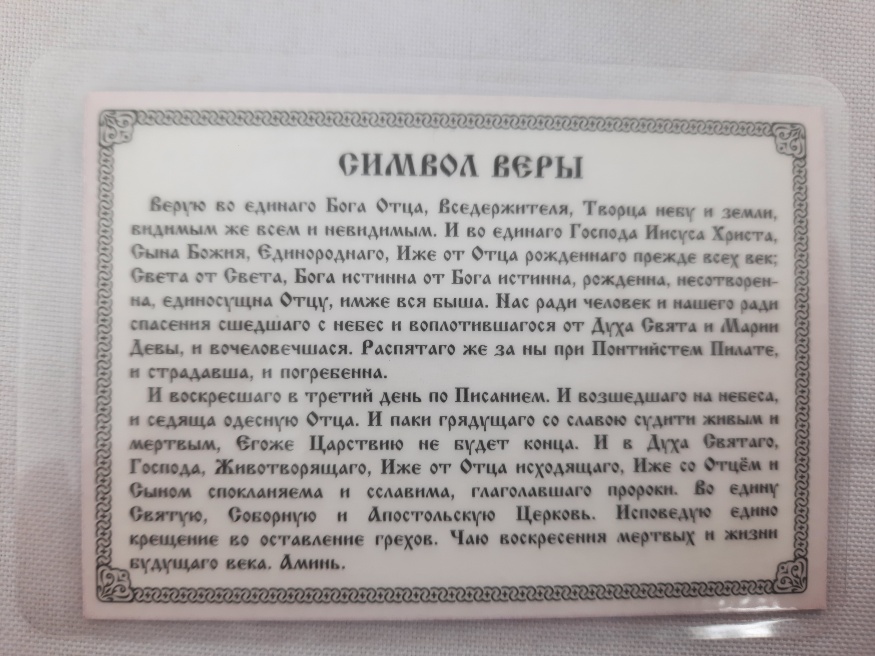 СИМВОЛ ВЕРЫ
Верую во единаго Бога Отца, Вседержителя, Творца небу и земли,
видимым же всем и невидимым. И во единаго Господа Иисуса Христа,
Сына Божия, Единороднаго, Иже от Отца рожденнаго прежде всех век;
Света от Света, Бога истинна от Бога истинна, рожденна, несотворен-
на, единосущна Отцу, имже вся быша. Нас ради человек и нашего ради
спасения сшедшаго с небес и воплотившагося от Духа Свята и Марии
Девы, и вочеловечшася. Распятаго же за ны при Понтийстем Пилате,
и страдавша, и погребенна.
И воскресшаго в третий день по Писанием. И возшедшаго на небеса,
и седяща одесную Отца. И паки грядущаго со славою судити живым и
мертвым, Егоже Царствию не будет конца. И в Духа Святаго,
Господа, Животворящаго, Иже от Отца исходящаго, Иже со Отцём и
Сыном спокланяема и сславима, глаголавшаго пророки. Во едину
Святую, Соборную и Апостольскую Церковь. Исповедую едино
крещение во оставление грехов. Чаю воскресения мертвых и жизни
будущаго века. Аминь.